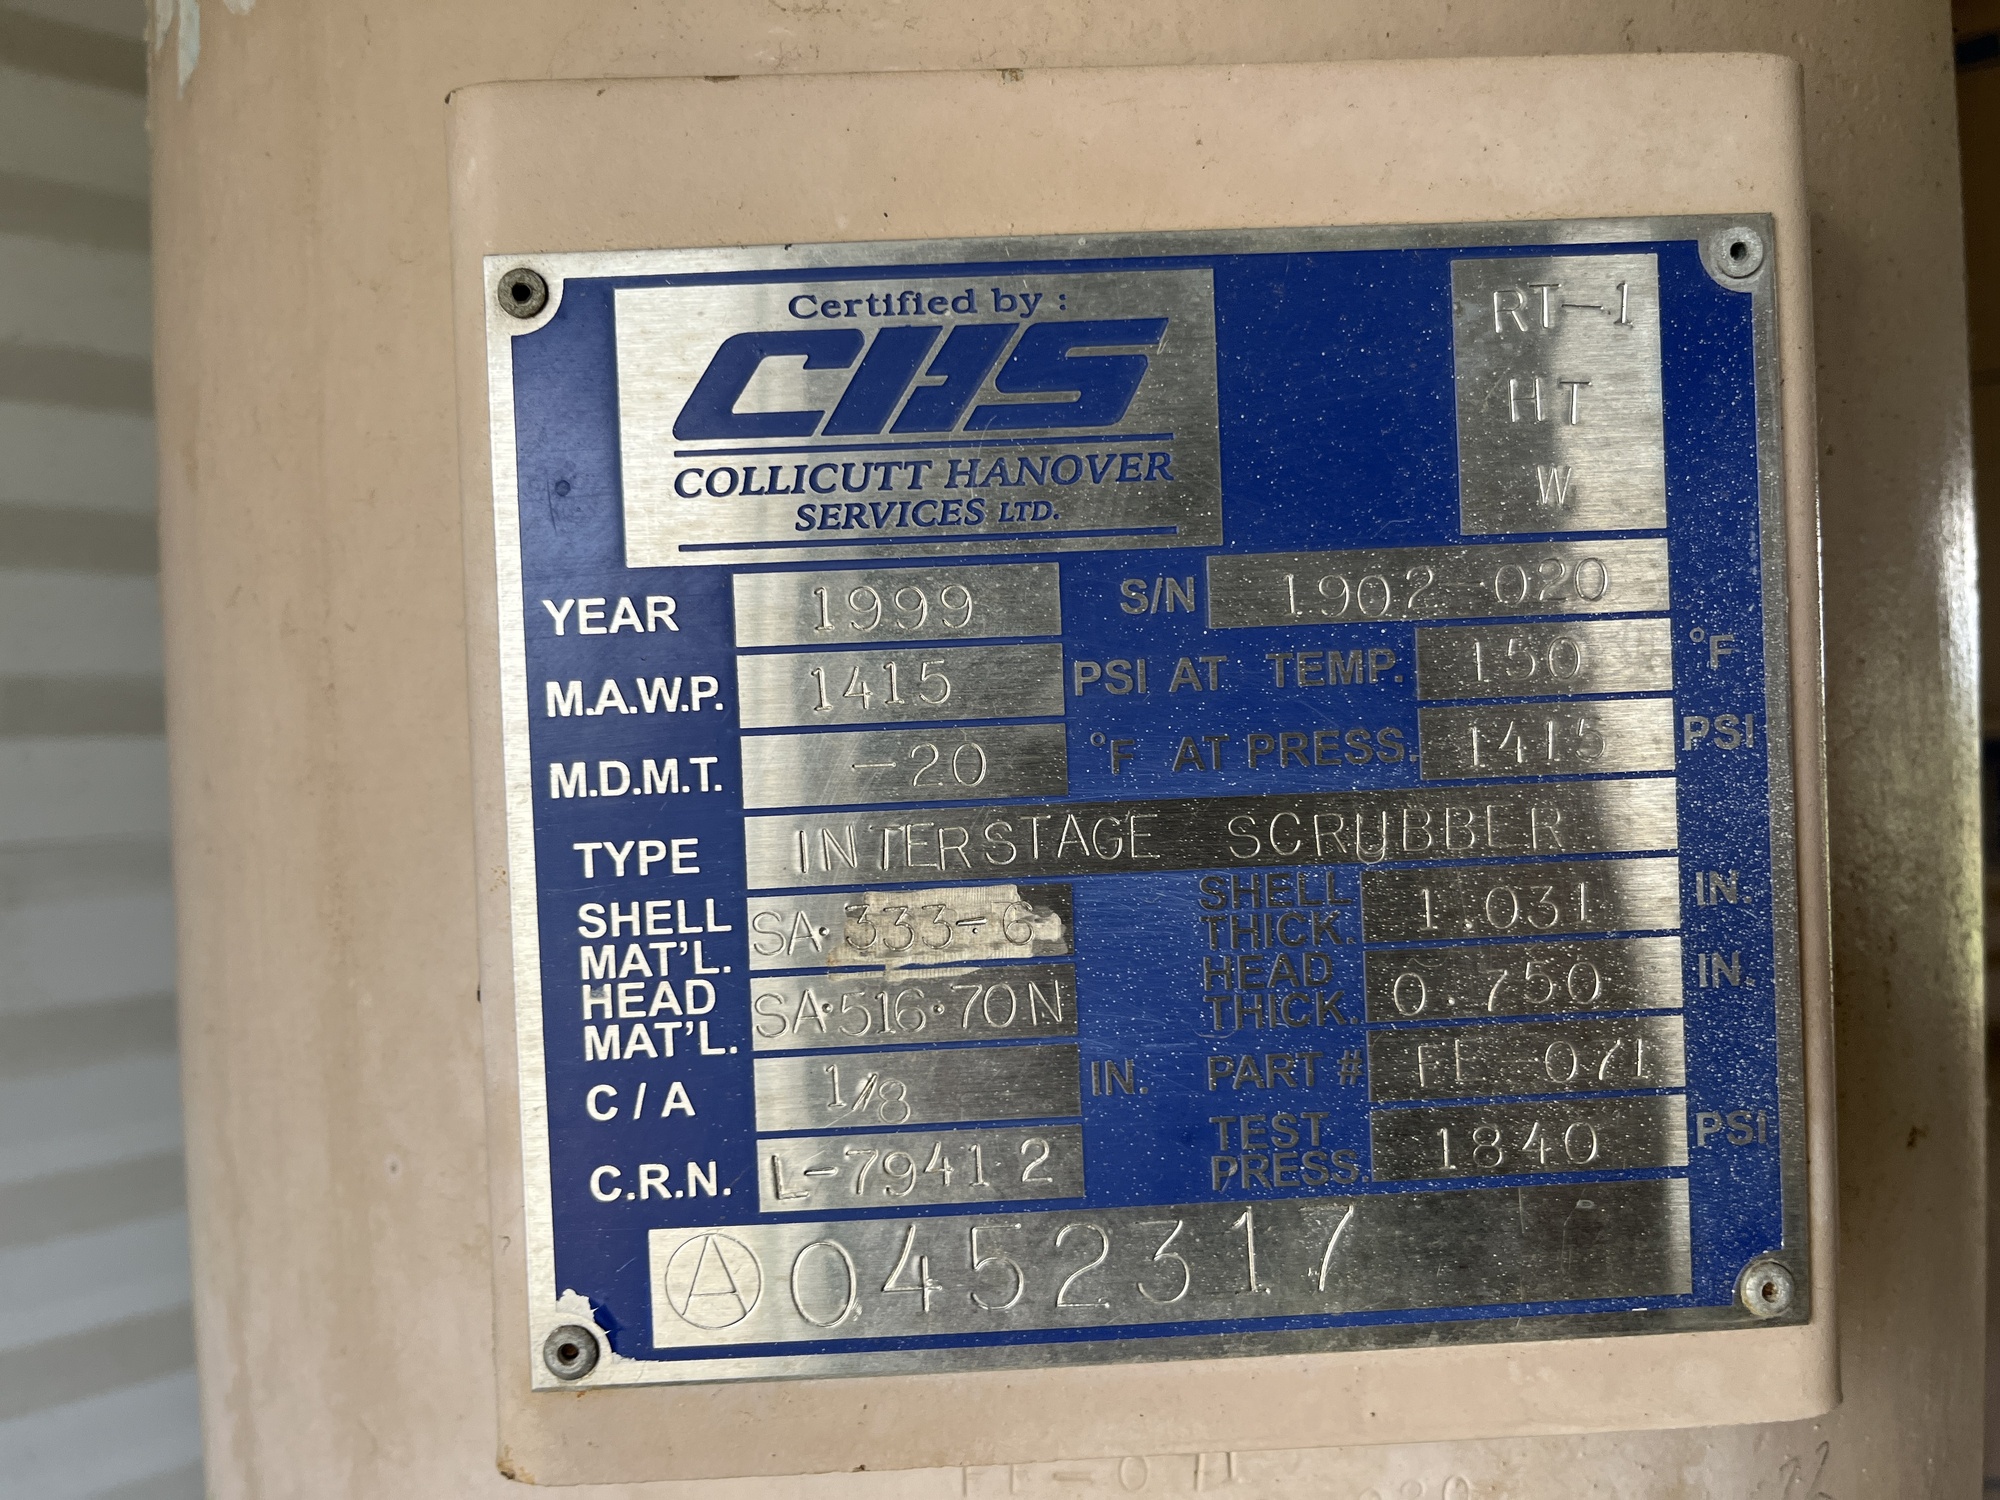 Certified by :
CHS
COLLICUTT HANOVER
SERVICES LTD.
RT-1
HT
W
YEAR 1999 S/N 1902-020
M.A.W.P. 1415 PSI AT TEMP. 150 °F
M.D.M.T. -20 °F AT PRESS. 1415 PSI
TYPE INTERSTAGE SCRUBBER
SHELL MAT'L. SA·333-6 SHELL THICK. 1.031 IN.
HEAD MAT'L. SA·516·70N HEAD THICK. 0.750 IN.
C/A 1/8 IN. PART # FE-071
C.R.N. L-7941 2 TEST PRESS. 1840 PSI
Ⓐ 0452317
FE-071